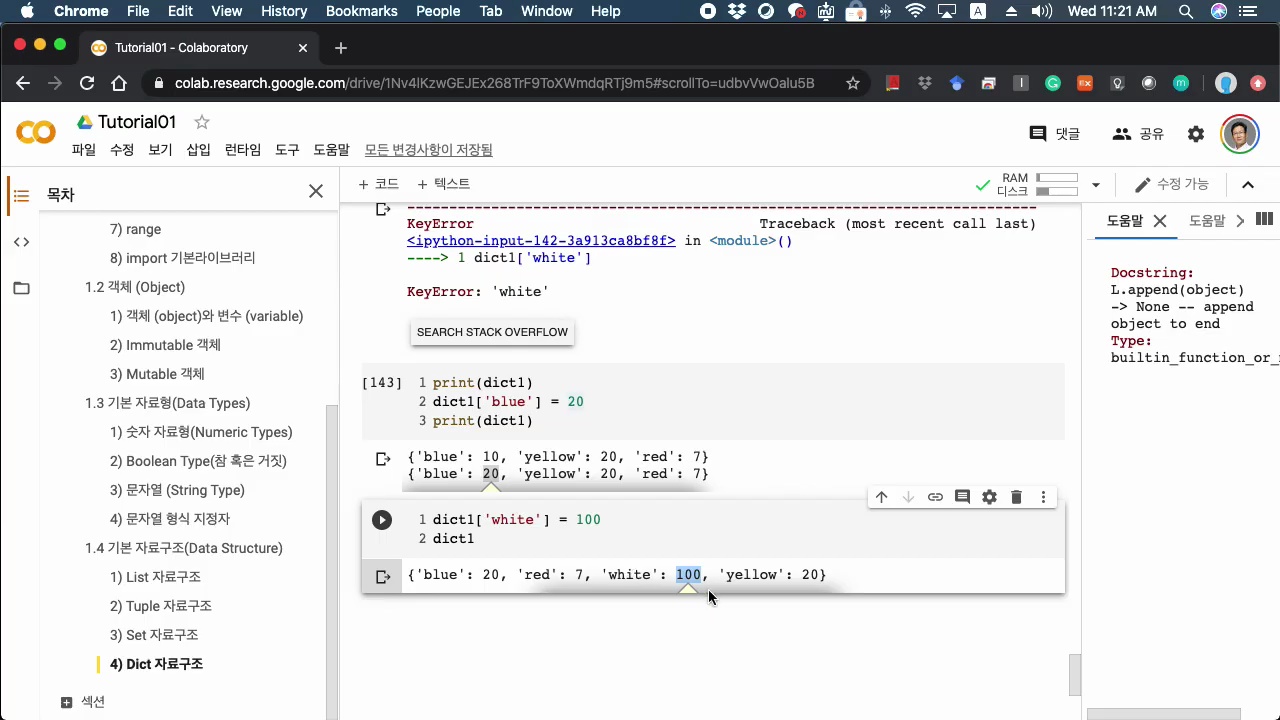 Chrome File Edit View History Bookmarks People Tab Window Help A Wed 11:21 AM
Tutorial01 - Colaboratory
colab.research.google.com/drive/1Nv4lKzwGEJEx268TrF9ToXWmdqRTj9m5#scrollTo=udbvVwOalu5B
Tutorial01
파일 수정 보기 삽입 런타임 도구 도움말 모든 변경사항이 저장됨
댓글 공유
목차
7) range
8) import 기본라이브러리
1.2 객체 (Object)
1) 객체 (object)와 변수 (variable)
2) Immutable 객체
3) Mutable 객체
1.3 기본 자료형(Data Types)
1) 숫자 자료형(Numeric Types)
2) Boolean Type(참 혹은 거짓)
3) 문자열 (String Type)
4) 문자열 형식 지정자
1.4 기본 자료구조(Data Structure)
1) List 자료구조
2) Tuple 자료구조
3) Set 자료구조
4) Dict 자료구조
섹션
+ 코드 + 텍스트
RAM
디스크
수정 가능
---------------------------------------------------------------------------
KeyError Traceback (most recent call last)
<ipython-input-142-3a913ca8bf8f> in <module>()
----> 1 dict1['white']
KeyError: 'white'
SEARCH STACK OVERFLOW
[143] 1 print(dict1)
2 dict1['blue'] = 20
3 print(dict1)
{'blue': 10, 'yellow': 20, 'red': 7}
{'blue': 20, 'yellow': 20, 'red': 7}
1 dict1['white'] = 100
2 dict1
{'blue': 20, 'red': 7, 'white': 100, 'yellow': 20}
도움말 도움말
Docstring:
L.append(object)
-> None -- append
object to end
Type:
builtin_function_or_